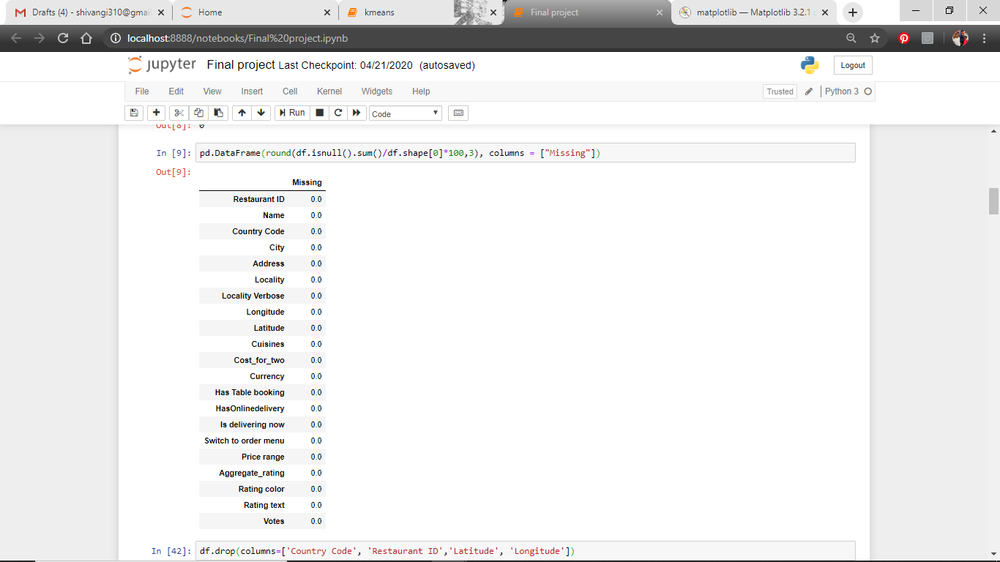 Drafts (4) - shivangi310@gmai
Home
kmeans
Final project
matplotlib — Matplotlib 3.2.1
localhost:8888/notebooks/Final%20project.ipynb
jupyter Final project Last Checkpoint: 04/21/2020 (autosaved)
Logout
File Edit View Insert Cell Kernel Widgets Help
Trusted
Python 3
Run
Code
Out[8]: 0
In [9]: pd.DataFrame(round(df.isnull().sum()/df.shape[0]*100,3), columns = ["Missing"])
Out[9]:
Missing
Restaurant ID 0.0
Name 0.0
Country Code 0.0
City 0.0
Address 0.0
Locality 0.0
Locality Verbose 0.0
Longitude 0.0
Latitude 0.0
Cuisines 0.0
Cost_for_two 0.0
Currency 0.0
Has Table booking 0.0
HasOnlinedelivery 0.0
Is delivering now 0.0
Switch to order menu 0.0
Price range 0.0
Aggregate_rating 0.0
Rating color 0.0
Rating text 0.0
Votes 0.0
In [42]: df.drop(columns=['Country Code', 'Restaurant ID','Latitude', 'Longitude'])